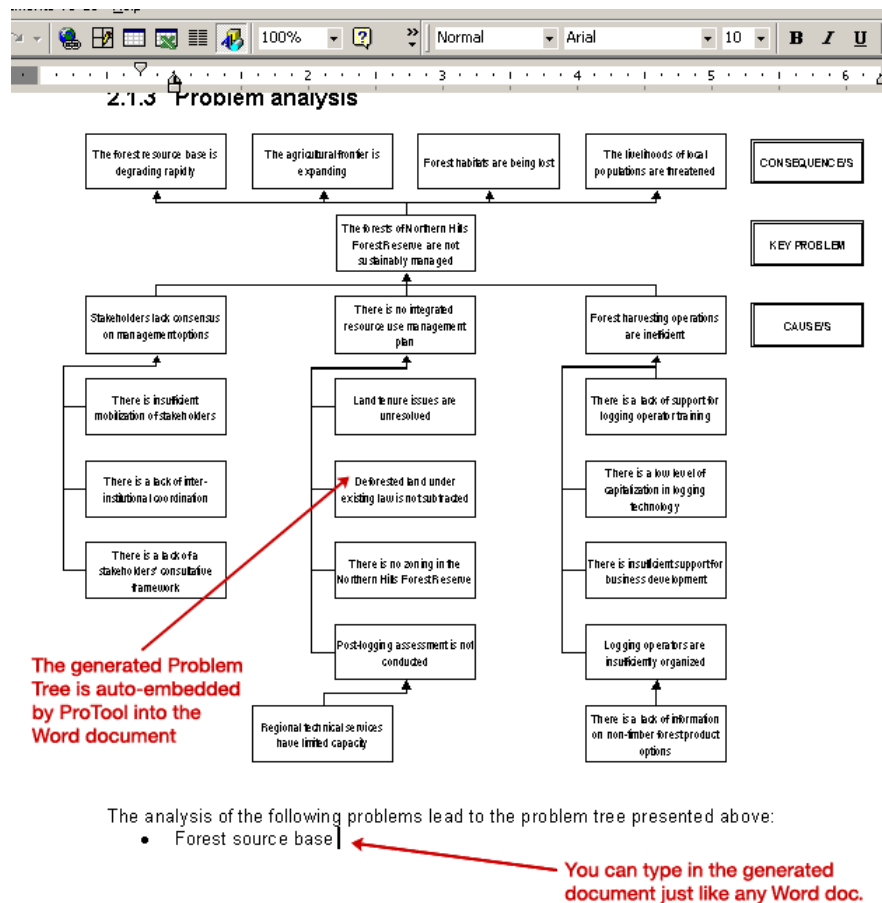 100%
Normal
Arial
10
B I U
1 2 3 4 5 6
2.1.3 Problem analysis
The forest resource base is
degrading rapidly
The agricultural frontier is
expanding
Forest habitats are being lost
The livelihoods of local
populations are threatened
CONSEQUENCE/S
The forests of Northern Hills
Forest Reserve are not
sustainably managed
KEY PROBLEM
Stakeholders lack consensus
on management options
There is no integrated
resource use management
plan
Forest harvesting operations
are inefficient
CAUSE/S
There is insufficient
mobilization of stakeholders
Land tenure issues are
unresolved
There is a lack of support for
logging operator training
There is a lack of inter-
institutional coordination
Deforested land under
existing law is not subtracted
There is a low level of
capitalization in logging
technology
There is a lack of a
stakeholders' consultative
framework
There is no zoning in the
Northern Hills Forest Reserve
There is insufficient support for
business development
Post-logging assessment is not
conducted
Logging operators are
insufficiently organized
Regional technical services
have limited capacity
There is a lack of information
on non-timber forest product
options
The generated Problem
Tree is auto-embedded
by ProTool into the
Word document
The analysis of the following problems lead to the problem tree presented above:
• Forest source base
You can type in the generated
document just like any Word doc.